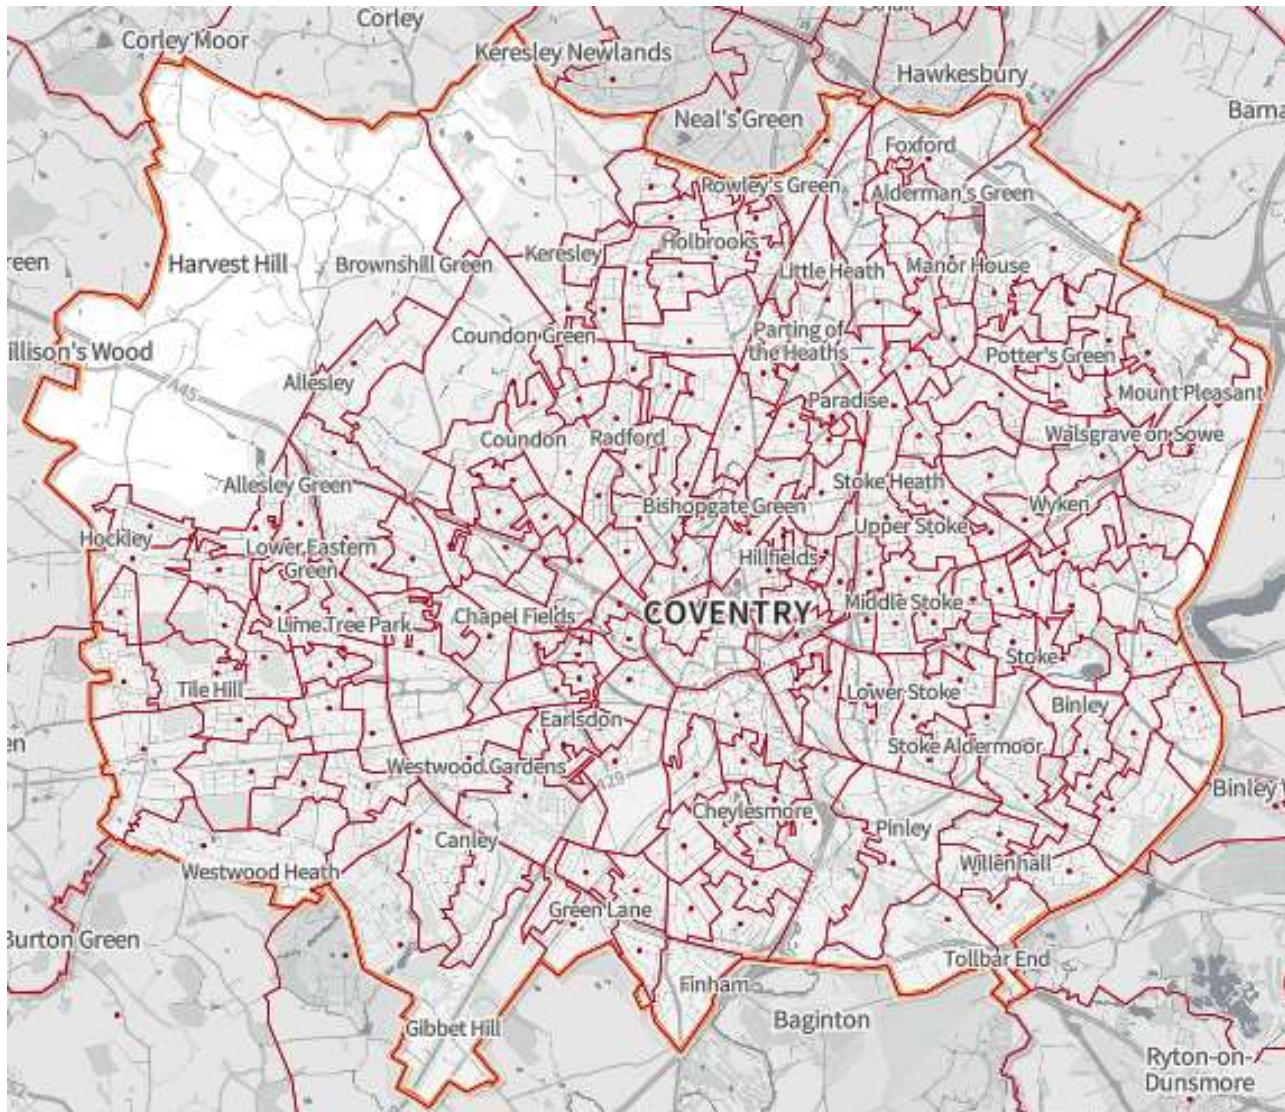 Corley
Corley Moor
Keresley Newlands
Hawkesbury
Neal's Green
Barna
Foxford
Rowley's Green
Alderman's Green
Holbrooks
Keresley
reen
Harvest Hill
Brownshill Green
Little Heath
Manor House
Coundon Green
Parting of
the Heaths
illison's Wood
Potter's Green
A45
Allesley
Mount Pleasant
Paradise
Coundon
Radford
Walsgrave on Sowe
Allesley Green
Stoke Heath
Bishopgate Green
Wyken
Upper Stoke
Hockley
Lower Eastern
Green
Hillfields
Middle Stoke
COVENTRY
Chapel Fields
Lime Tree Park
Stoke
Tile Hill
Lower Stoke
Binley
Earlsdon
en
Stoke Aldermoor
Westwood Gardens
Binley
Cheylesmore
Pinley
Canley
Willenhall
Westwood Heath
Green Lane
Burton Green
Tollbar End
Finham
Baginton
Gibbet Hill
Ryton-on-
Dunsmore